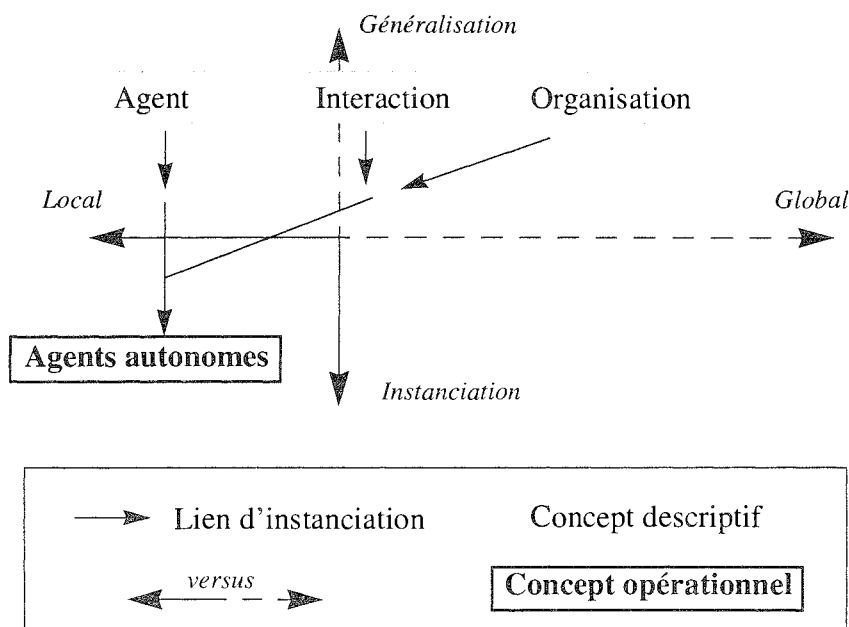 Généralisation
Agent Interaction Organisation
Local Global
Agents autonomes
Instanciation
Lien d'instanciation Concept descriptif
versus Concept opérationnel